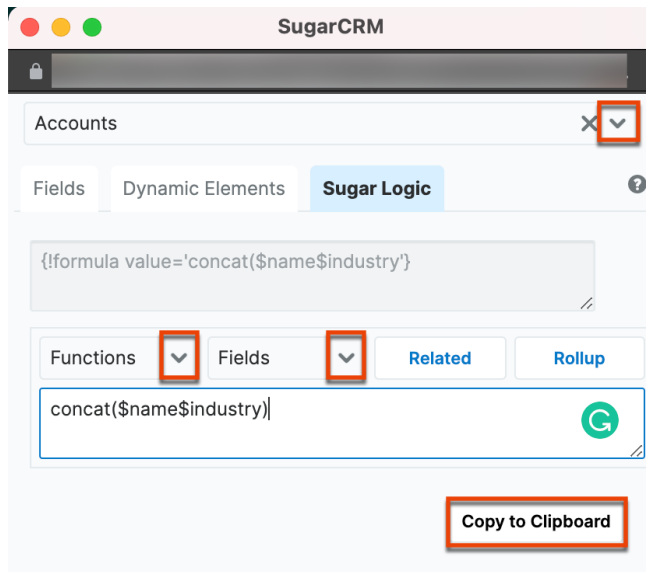 SugarCRM
Accounts
Fields Dynamic Elements Sugar Logic ?
{!formula value='concat($name$industry'}
Functions Fields Related Rollup
concat($name$industry)
G
Copy to Clipboard